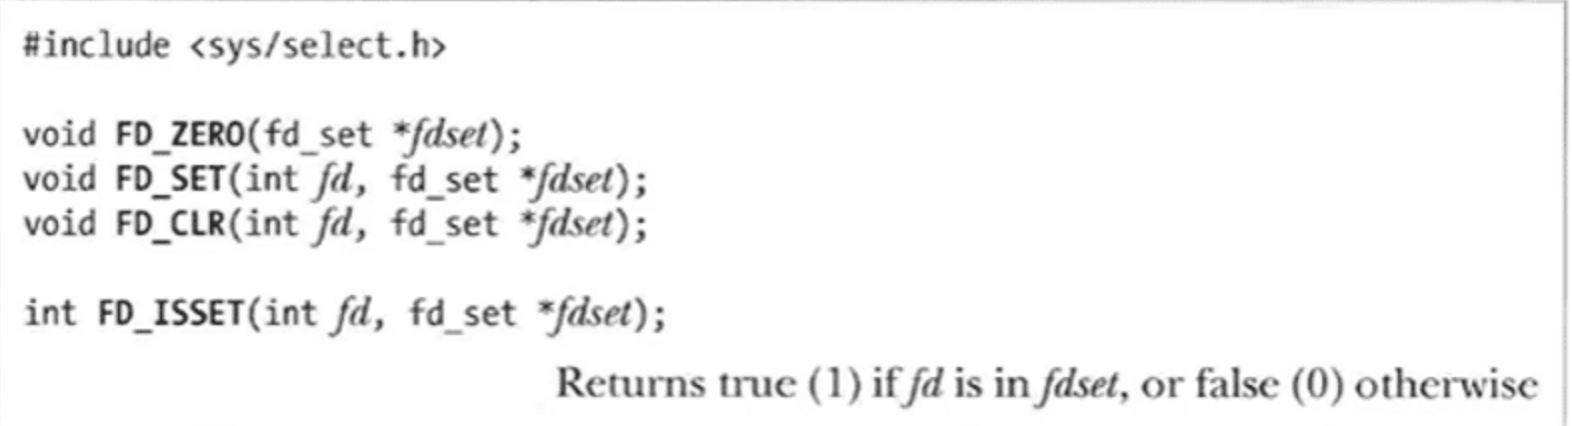 #include <sys/select.h>
void FD_ZERO(fd_set *fdset);
void FD_SET(int fd, fd_set *fdset);
void FD_CLR(int fd, fd_set *fdset);
int FD_ISSET(int fd, fd_set *fdset);
Returns true (1) if fd is in fdset, or false (0) otherwise